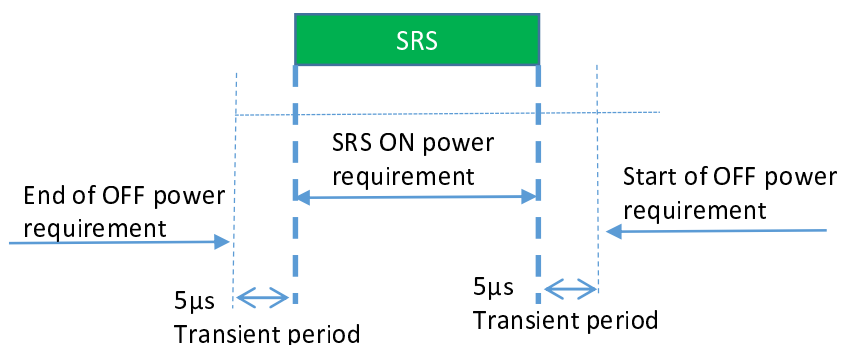 SRS
SRS ON power
requirement
End of OFF power
requirement
Start of OFF power
requirement
5µs
Transient period
5µs
Transient period